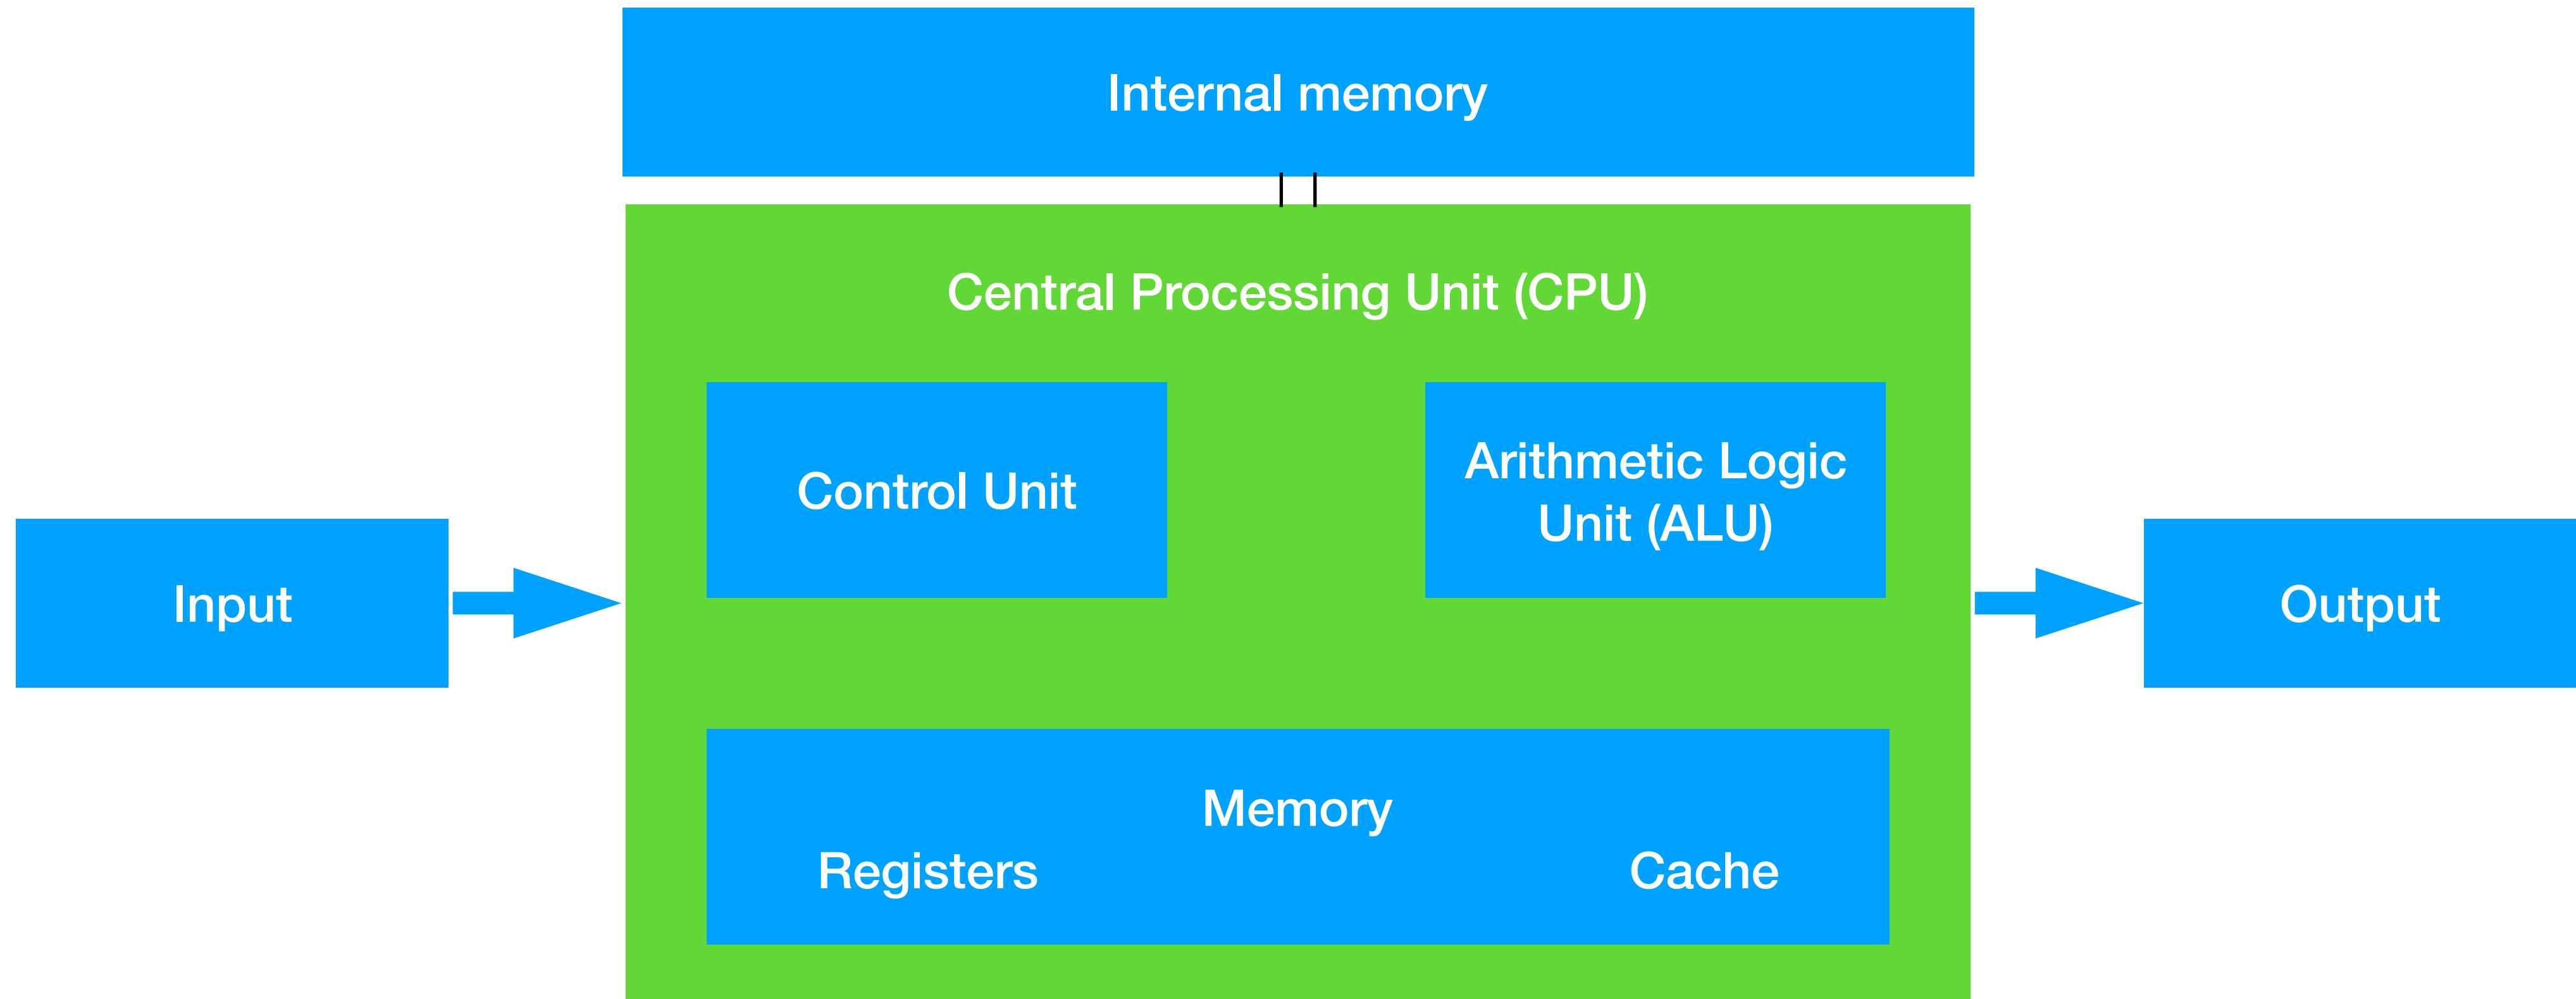 Internal memory
Central Processing Unit (CPU)
Control Unit
Arithmetic Logic
Unit (ALU)
Input
Output
Memory
Registers Cache